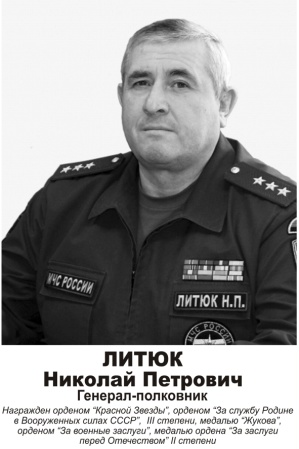 МЧС РОССИИ
ЛИТЮК Н.П.
МЧС РОССИИ
ЛИТЮК
Николай Петрович
Генерал-полковник
Награжден орденом “Красной Звезды”, орденом “За службу Родине
в Вооруженных силах СССР”, III степени, медалью “Жукова”,
орденом “За военные заслуги”, медалью ордена “За заслуги
перед Отечеством” II степени